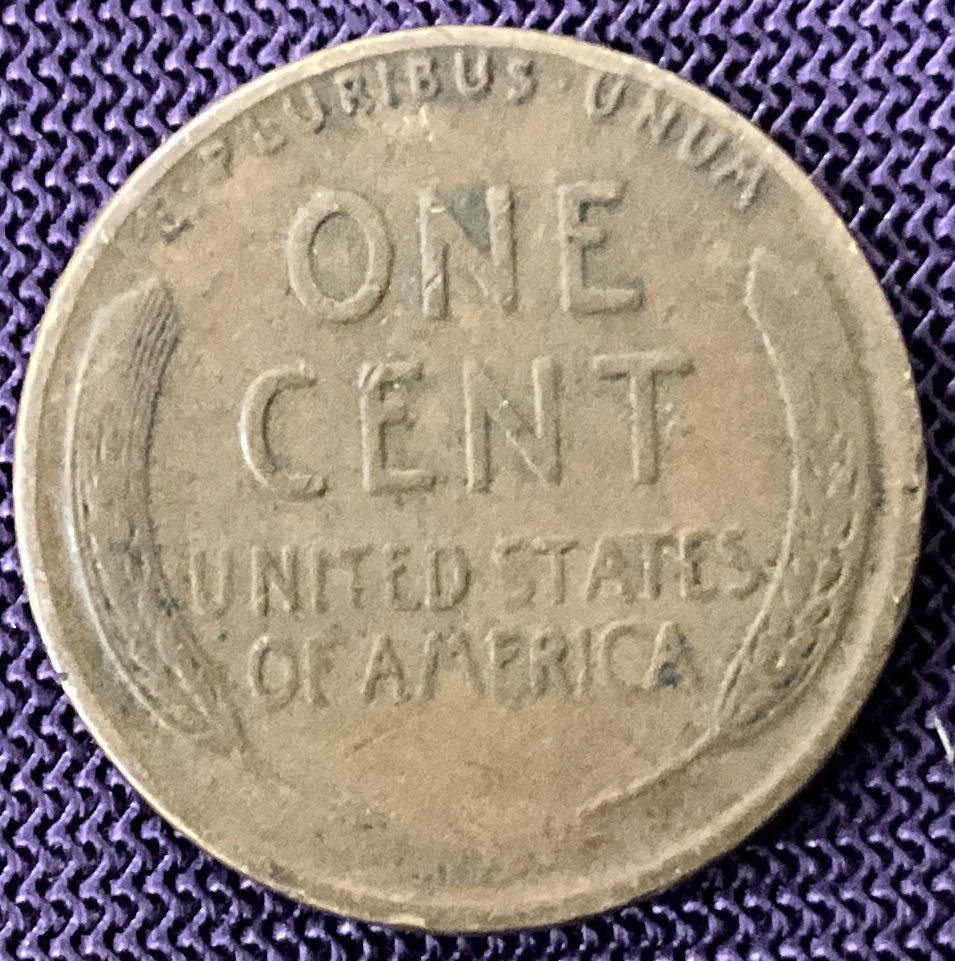 E·PLURIBUS·UNUM
ONE
CENT
UNITED STATES
OF AMERICA